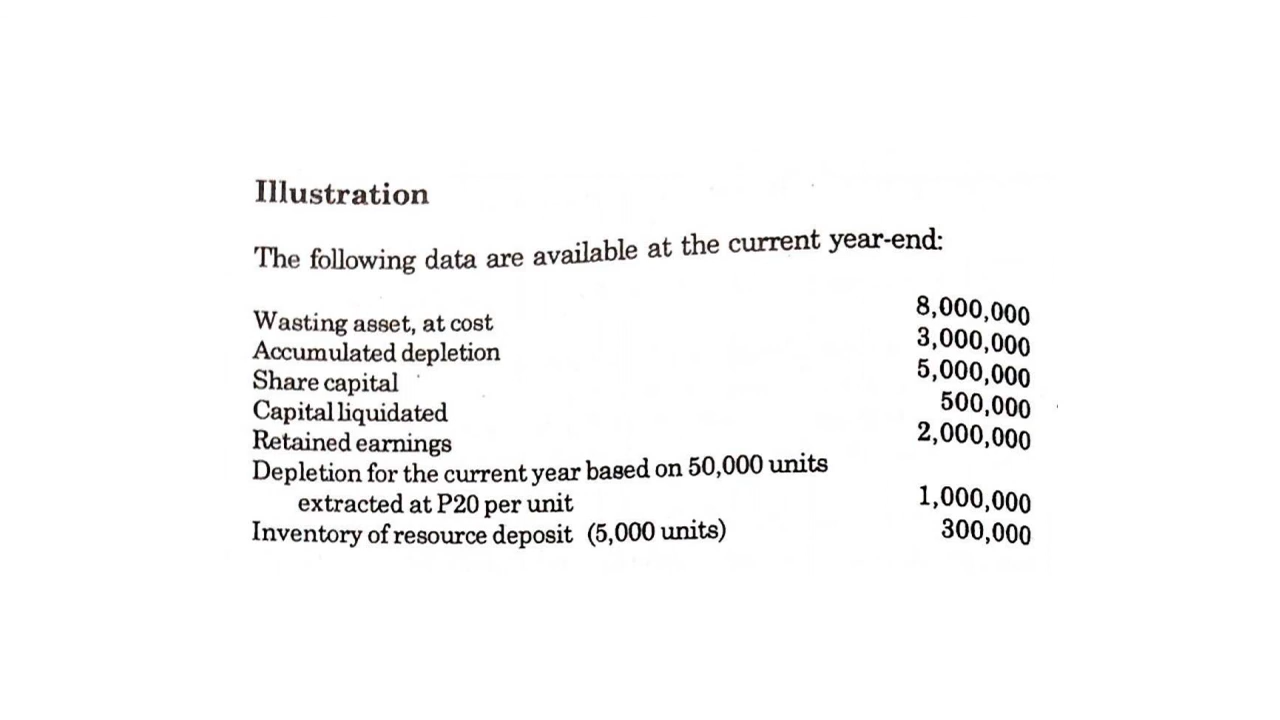 Illustration
The following data are available at the current year-end:
Wasting asset, at cost 8,000,000
Accumulated depletion 3,000,000
Share capital 5,000,000
Capital liquidated 500,000
Retained earnings 2,000,000
Depletion for the current year based on 50,000 units
extracted at P20 per unit 1,000,000
Inventory of resource deposit (5,000 units) 300,000